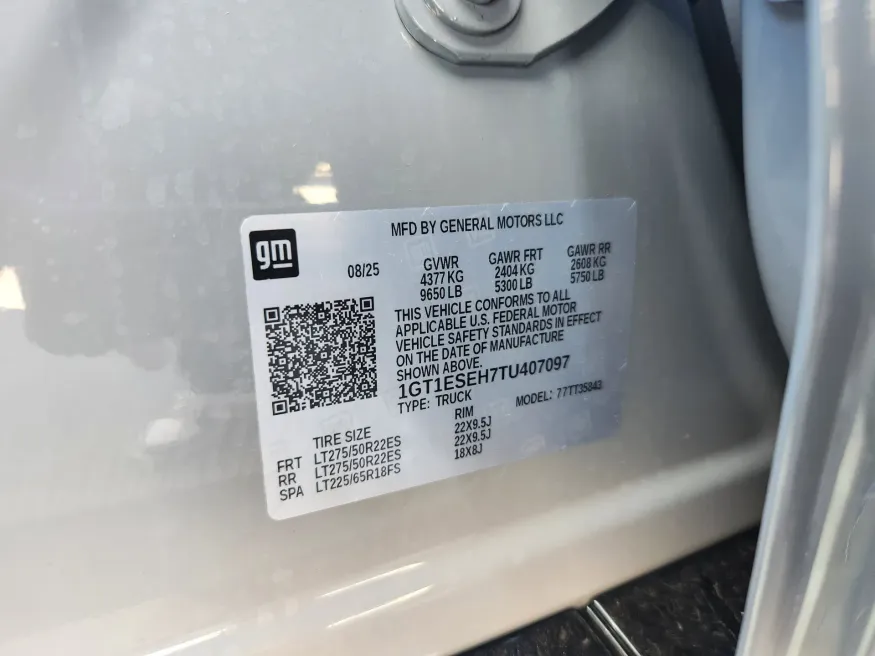 MFD BY GENERAL MOTORS LLC
gm
08/25
GVWR GAWR FRT GAWR RR
4377 KG 2404 KG 2608 KG
9650 LB 5300 LB 5750 LB
THIS VEHICLE CONFORMS TO ALL
APPLICABLE U.S. FEDERAL MOTOR
VEHICLE SAFETY STANDARDS IN EFFECT
ON THE DATE OF MANUFACTURE
SHOWN ABOVE.
1GT1ESEH7TU407097
TYPE: TRUCK MODEL: 77TT35843
TIRE SIZE RIM
FRT LT275/50R22ES 22X9.5J
RR LT275/50R22ES 22X9.5J
SPA LT225/65R18FS 18X8J